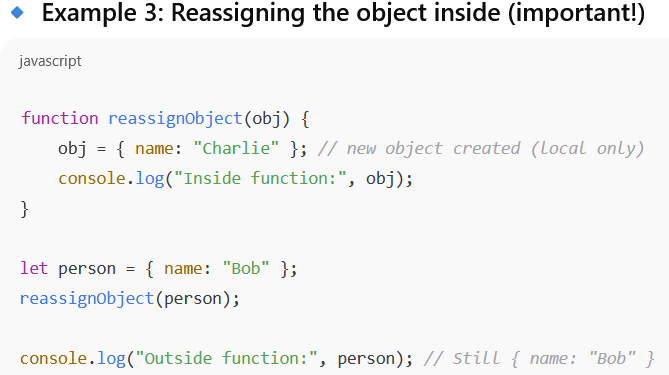 Example 3: Reassigning the object inside (important!)
javascript
function reassignObject(obj) {
    obj = { name: "Charlie" }; // new object created (local only)
    console.log("Inside function:", obj);
}
let person = { name: "Bob" };
reassignObject(person);
console.log("Outside function:", person); // Still { name: "Bob" }